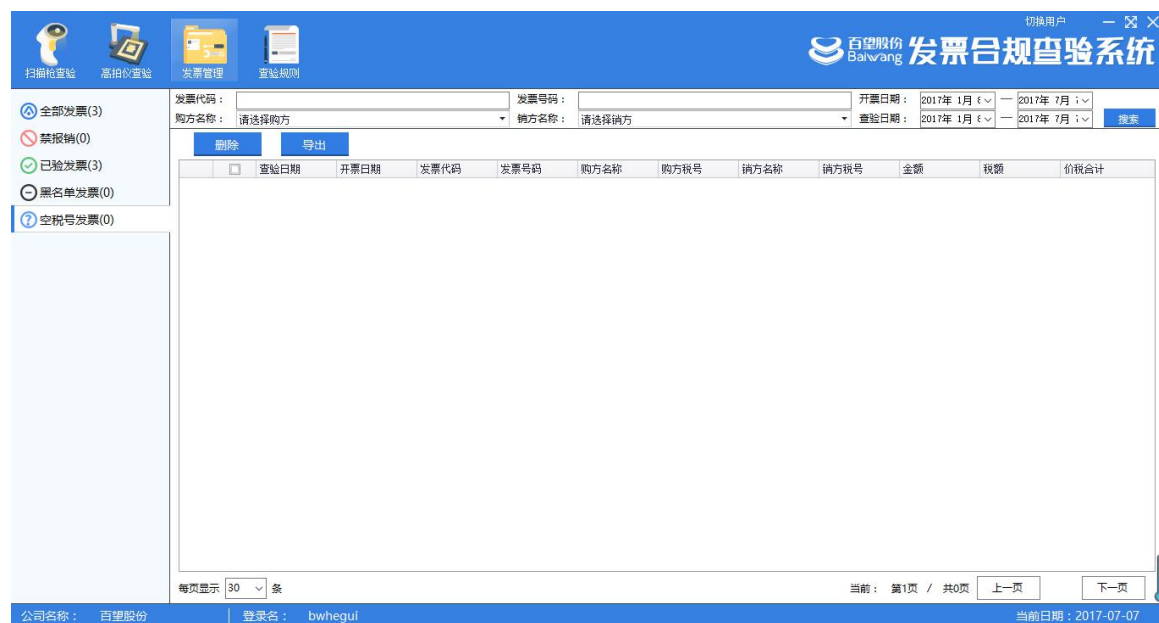 切换用户
百望股份 发票合规查验系统
Baiwang
扫描枪查验 高拍仪查验 发票管理 查验规则
全部发票(3)
禁报销(0)
已验发票(3)
黑名单发票(0)
空税号发票(0)
发票代码： 发票号码： 开票日期： 2017年 1月 — 2017年 7月
购方名称： 请选择购方 销方名称： 请选择销方 查验日期： 2017年 1月 — 2017年 7月 搜索
删除 导出
查验日期 开票日期 发票代码 发票号码 购方名称 购方税号 销方名称 销方税号 金额 税额 价税合计
每页显示 30 条 当前： 第1页 / 共0页 上一页 下一页
公司名称： 百望股份 登录名： bwhegui 当前日期：2017-07-07